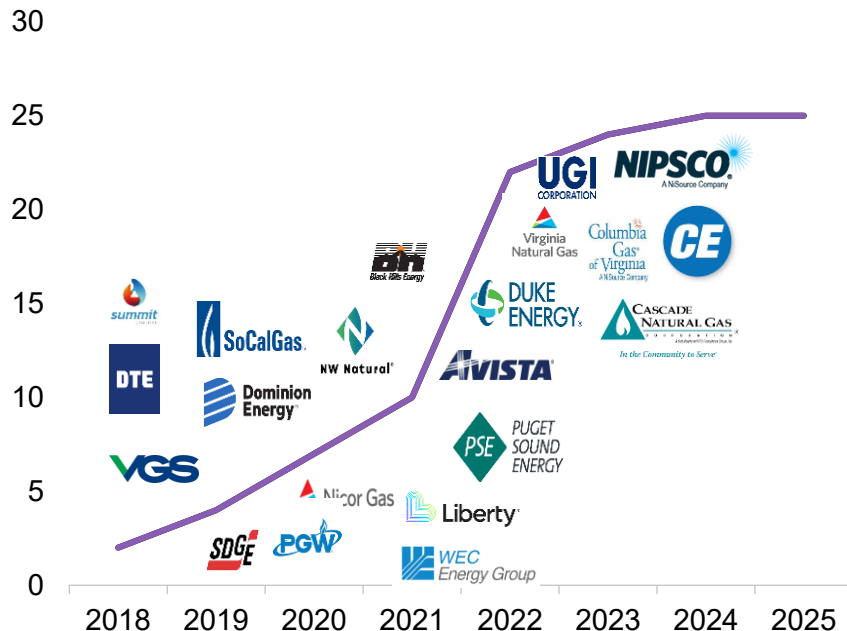 30
25
20
15
10
5
0
UGI
CORPORATION
NIPSCO
A NiSource Company
Virginia
Natural Gas
Columbia
Gas®
of Virginia
A NiSource Company
CE
Black Hills Energy
summit
DTE
VGS
SoCalGas®
Dominion
Energy®
NW Natural®
DUKE
ENERGY®
CASCADE
NATURAL GAS
CORPORATION
In the Community to Serve®
AVISTA®
PSE
PUGET
SOUND
ENERGY
Nicor Gas
Liberty
SDGE
PGW
WEC
Energy Group
2018 2019 2020 2021 2022 2023 2024 2025